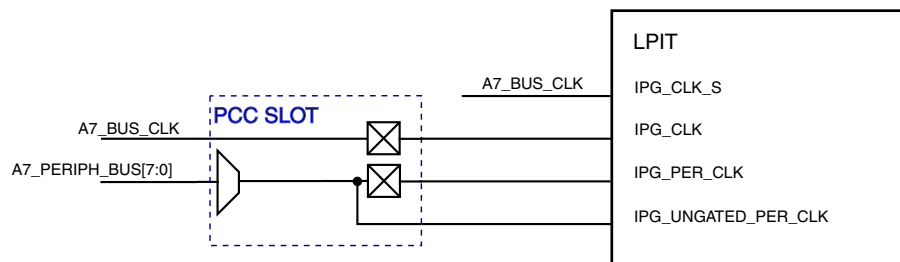 LPIT
A7_BUS_CLK
IPG_CLK_S
PCC SLOT
A7_BUS_CLK
IPG_CLK
A7_PERIPH_BUS[7:0]
IPG_PER_CLK
IPG_UNGATED_PER_CLK